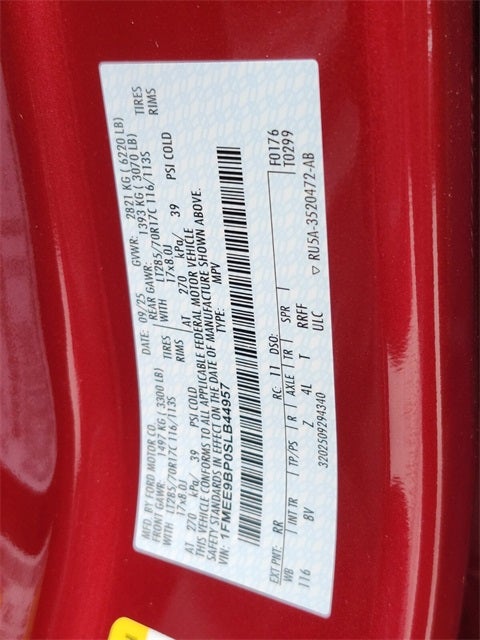 MFD. BY FORD MOTOR CO.
DATE: 09/25 GVWR: 2821 KG ( 6220 LB)
FRONT GAWR: 1497 KG ( 3300 LB) REAR GAWR: 1393 KG ( 3070 LB)
WITH LT285/70R17C 116/113S TIRES WITH LT285/70R17C 116/113S TIRES
17x8.0J RIMS 17x8.0J RIMS
AT 270 kPa/ 39 PSI COLD AT 270 kPa/ 39 PSI COLD
THIS VEHICLE CONFORMS TO ALL APPLICABLE FEDERAL MOTOR VEHICLE
SAFETY STANDARDS IN EFFECT ON THE DATE OF MANUFACTURE SHOWN ABOVE.
VIN: 1FMEE9BP0SLB44957 TYPE: MPV
F0176
T0299
EXT PNT: RR RC: 11 DSO:
WB INT TR TP/PS R AXLE TR SPR
116 BV Z 4L T RRFF
ULC
3202509294340
▽ RU5A-3520472-AB